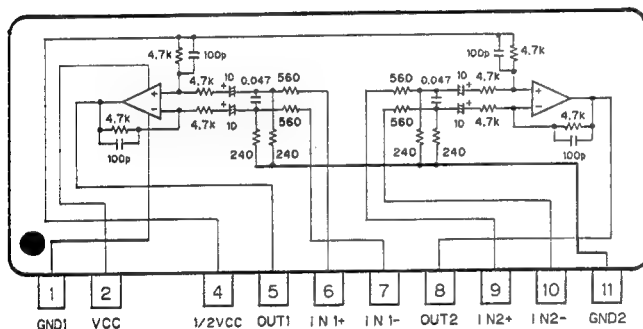 100p 4.7k 100p 4.7k
4.7k 10 0.047 560 560 0.047 10 4.7k
+ + + +
- + + -
4.7k 4.7k 10 560 560 10 4.7k 4.7k
100p 240 240 240 240 100p
1 2 4 5 6 7 8 9 10 11
GND1 VCC 1/2VCC OUT1 IN1+ IN1- OUT2 IN2+ IN2- GND2